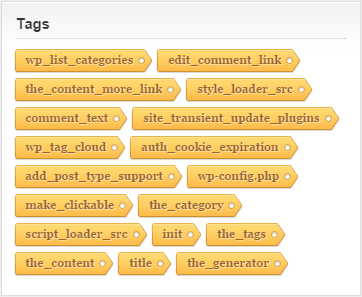 Tags
wp_list_categories edit_comment_link
the_content_more_link style_loader_src
comment_text site_transient_update_plugins
wp_tag_cloud auth_cookie_expiration
add_post_type_support wp-config.php
make_clickable the_category
script_loader_src init the_tags
the_content title the_generator